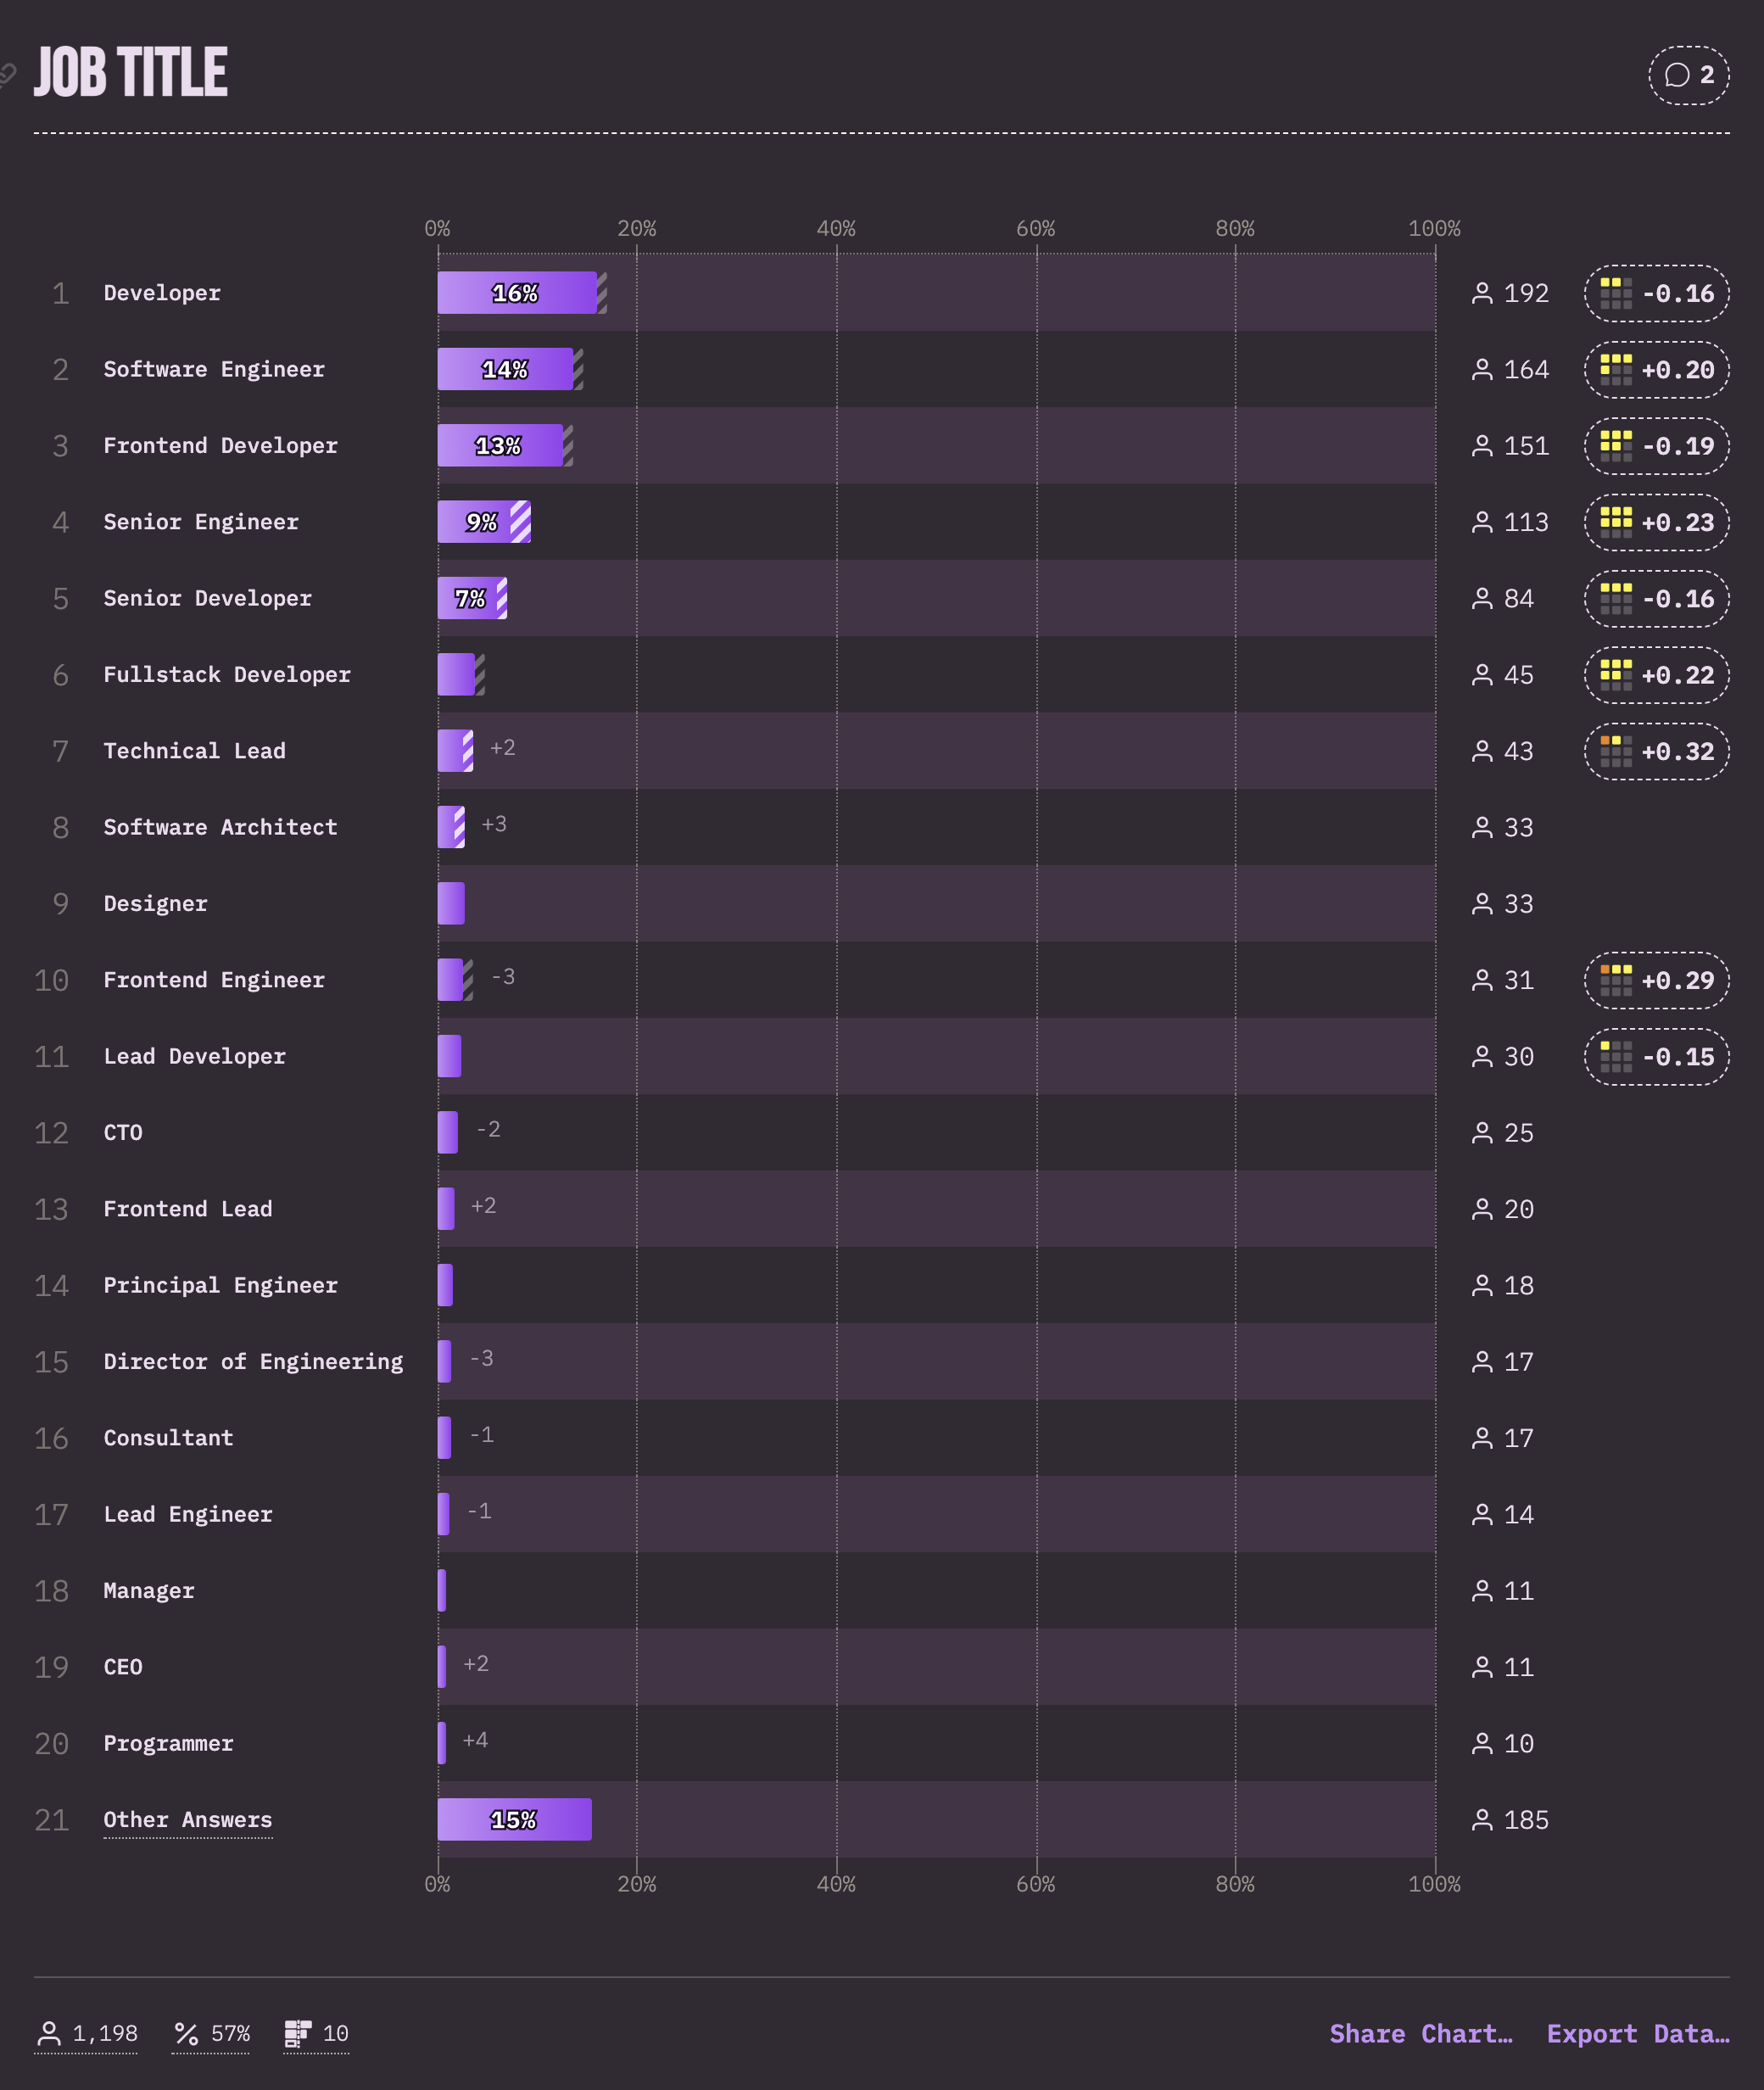 JOB TITLE
2
0% 20% 40% 60% 80% 100%
1 Developer 16% 192 -0.16
2 Software Engineer 14% 164 +0.20
3 Frontend Developer 13% 151 -0.19
4 Senior Engineer 9% 113 +0.23
5 Senior Developer 7% 84 -0.16
6 Fullstack Developer 45 +0.22
7 Technical Lead +2 43 +0.32
8 Software Architect +3 33
9 Designer 33
10 Frontend Engineer -3 31 +0.29
11 Lead Developer 30 -0.15
12 CTO -2 25
13 Frontend Lead +2 20
14 Principal Engineer 18
15 Director of Engineering -3 17
16 Consultant -1 17
17 Lead Engineer -1 14
18 Manager 11
19 CEO +2 11
20 Programmer +4 10
21 Other Answers 15% 185
0% 20% 40% 60% 80% 100%
1,198 57% 10 Share Chart… Export Data…